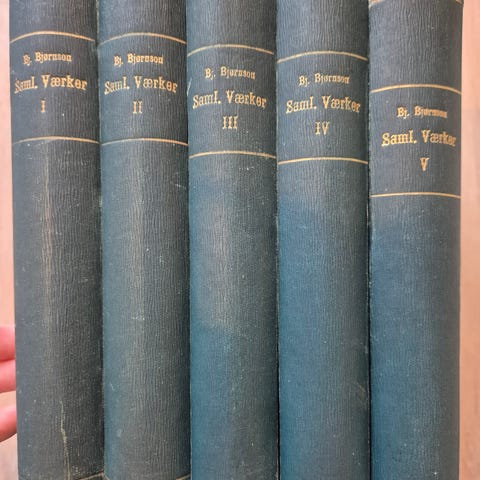 Bj. Bjørnson
Saml. Værker
I
Bj. Bjørnson
Saml. Værker
II
Bj. Bjørnson
Saml. Værker
III
Bj. Bjørnson
Saml. Værker
IV
Bj. Bjørnson
Saml. Værker
V